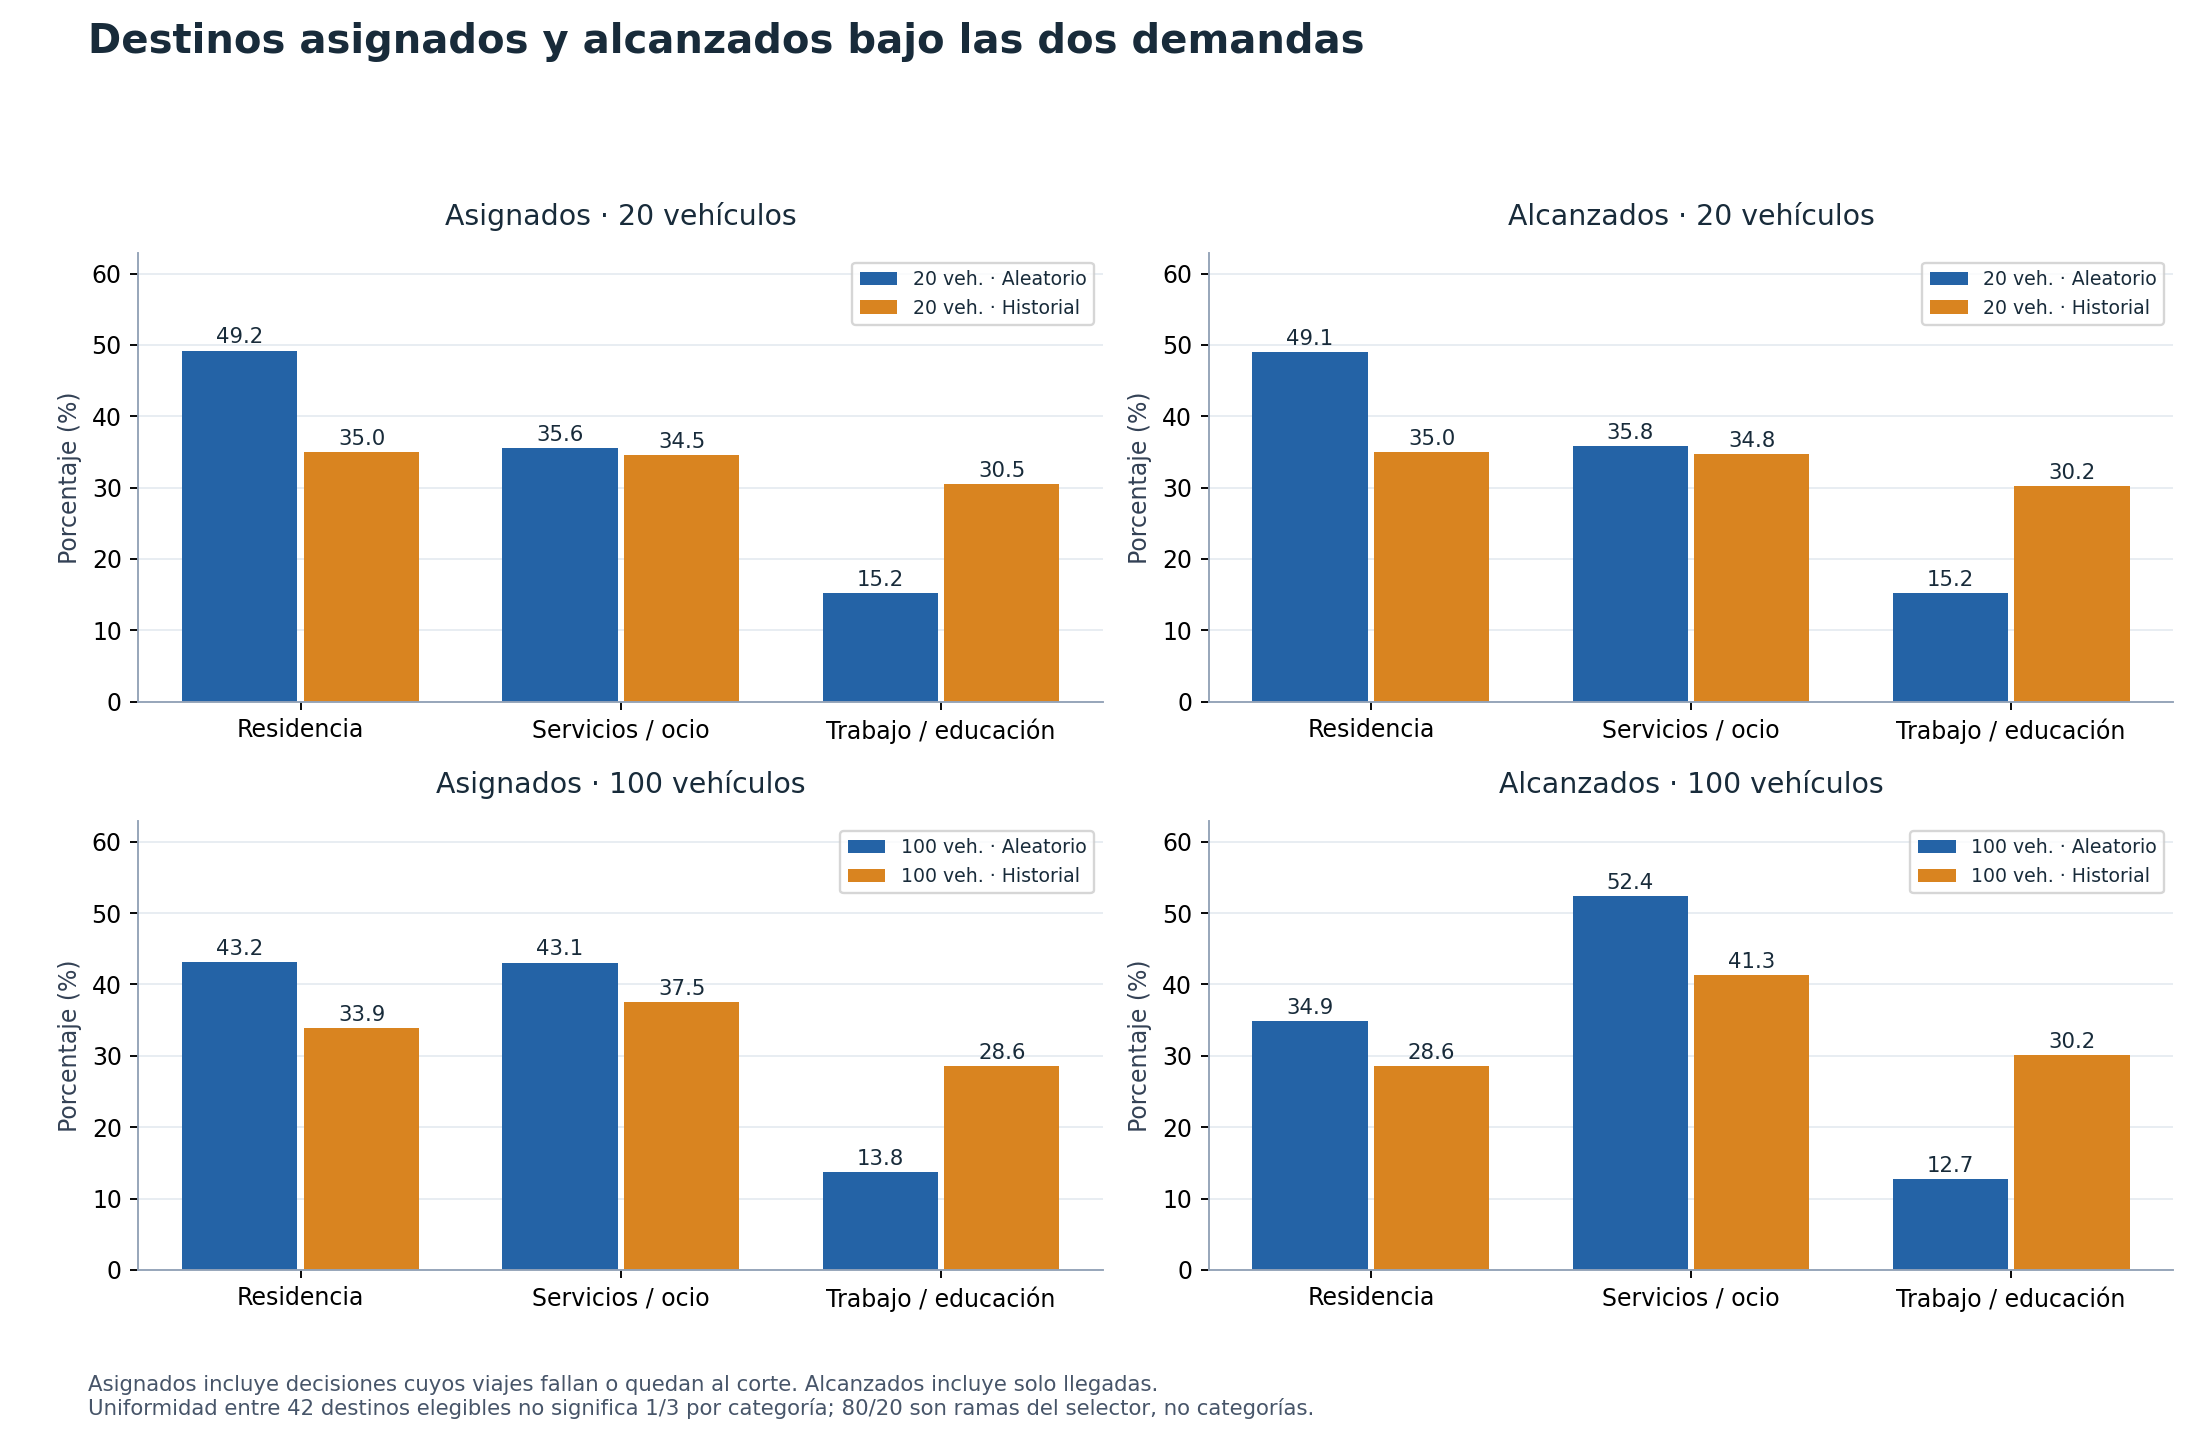 Destinos asignados y alcanzados bajo las dos demandas
Asignados · 20 vehículos
Porcentaje (%)
60
50
40
30
20
10
0
20 veh. · Aleatorio
20 veh. · Historial
49.2
35.0
35.6
34.5
15.2
30.5
Residencia
Servicios / ocio
Trabajo / educación
Alcanzados · 20 vehículos
Porcentaje (%)
60
50
40
30
20
10
0
20 veh. · Aleatorio
20 veh. · Historial
49.1
35.0
35.8
34.8
15.2
30.2
Residencia
Servicios / ocio
Trabajo / educación
Asignados · 100 vehículos
Porcentaje (%)
60
50
40
30
20
10
0
100 veh. · Aleatorio
100 veh. · Historial
43.2
33.9
43.1
37.5
13.8
28.6
Residencia
Servicios / ocio
Trabajo / educación
Alcanzados · 100 vehículos
Porcentaje (%)
60
50
40
30
20
10
0
100 veh. · Aleatorio
100 veh. · Historial
34.9
28.6
52.4
41.3
12.7
30.2
Residencia
Servicios / ocio
Trabajo / educación
Asignados incluye decisiones cuyos viajes fallan o quedan al corte. Alcanzados incluye solo llegadas.
Uniformidad entre 42 destinos elegibles no significa 1/3 por categoría; 80/20 son ramas del selector, no categorías.